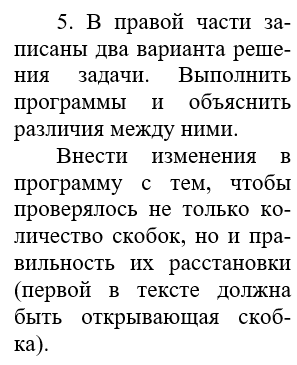 5. В правой части за-
писаны два варианта реше-
ния задачи. Выполнить
программы и объяснить
различия между ними.
Внести изменения в
программу с тем, чтобы
проверялось не только ко-
личество скобок, но и пра-
вильность их расстановки
(первой в тексте должна
быть открывающая скоб-
ка).